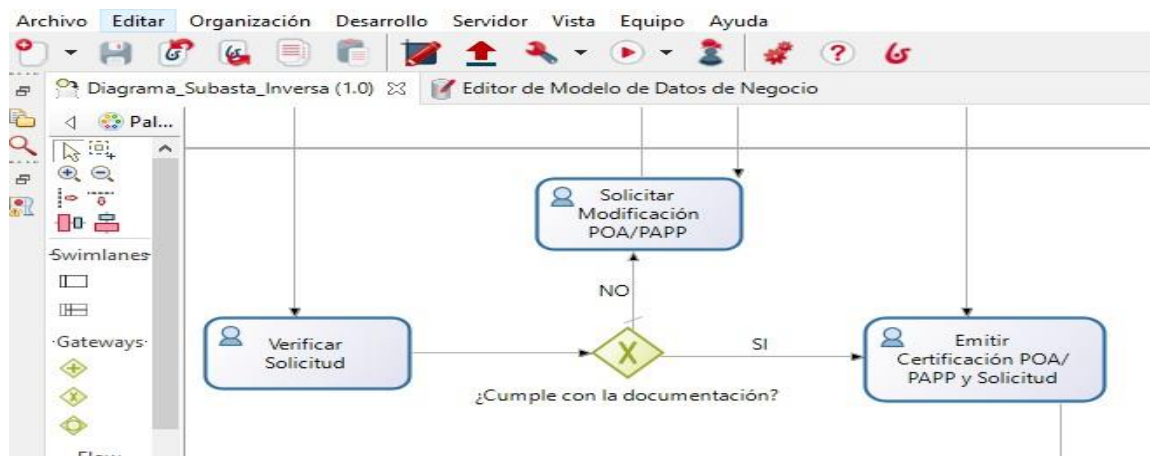 Archivo Editar Organización Desarrollo Servidor Vista Equipo Ayuda
Diagrama_Subasta_Inversa (1.0)
Editor de Modelo de Datos de Negocio
Pal...
Swimlanes
Gateways
Solicitar
Modificación
POA/PAPP
NO
Verificar
Solicitud
X
SI
Emitir
Certificación POA/
PAPP y Solicitud
¿Cumple con la documentación?